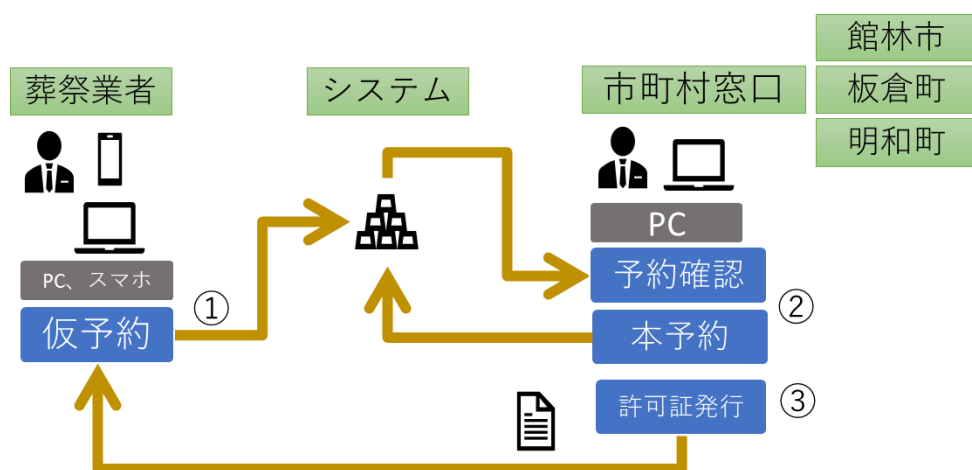 館林市
葬祭業者
システム
市町村窓口
板倉町
明和町
PC
PC、スマホ
予約確認
仮予約
①
本予約
②
許可証発行
③